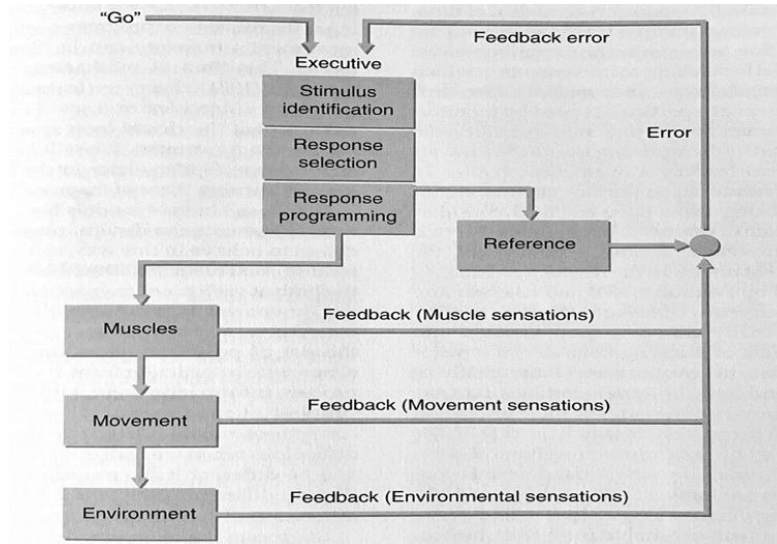 “Go”
Feedback error
Executive
Stimulus
identification
Error
Response
selection
Response
programming
Reference
Muscles
Feedback (Muscle sensations)
Movement
Feedback (Movement sensations)
Environment
Feedback (Environmental sensations)